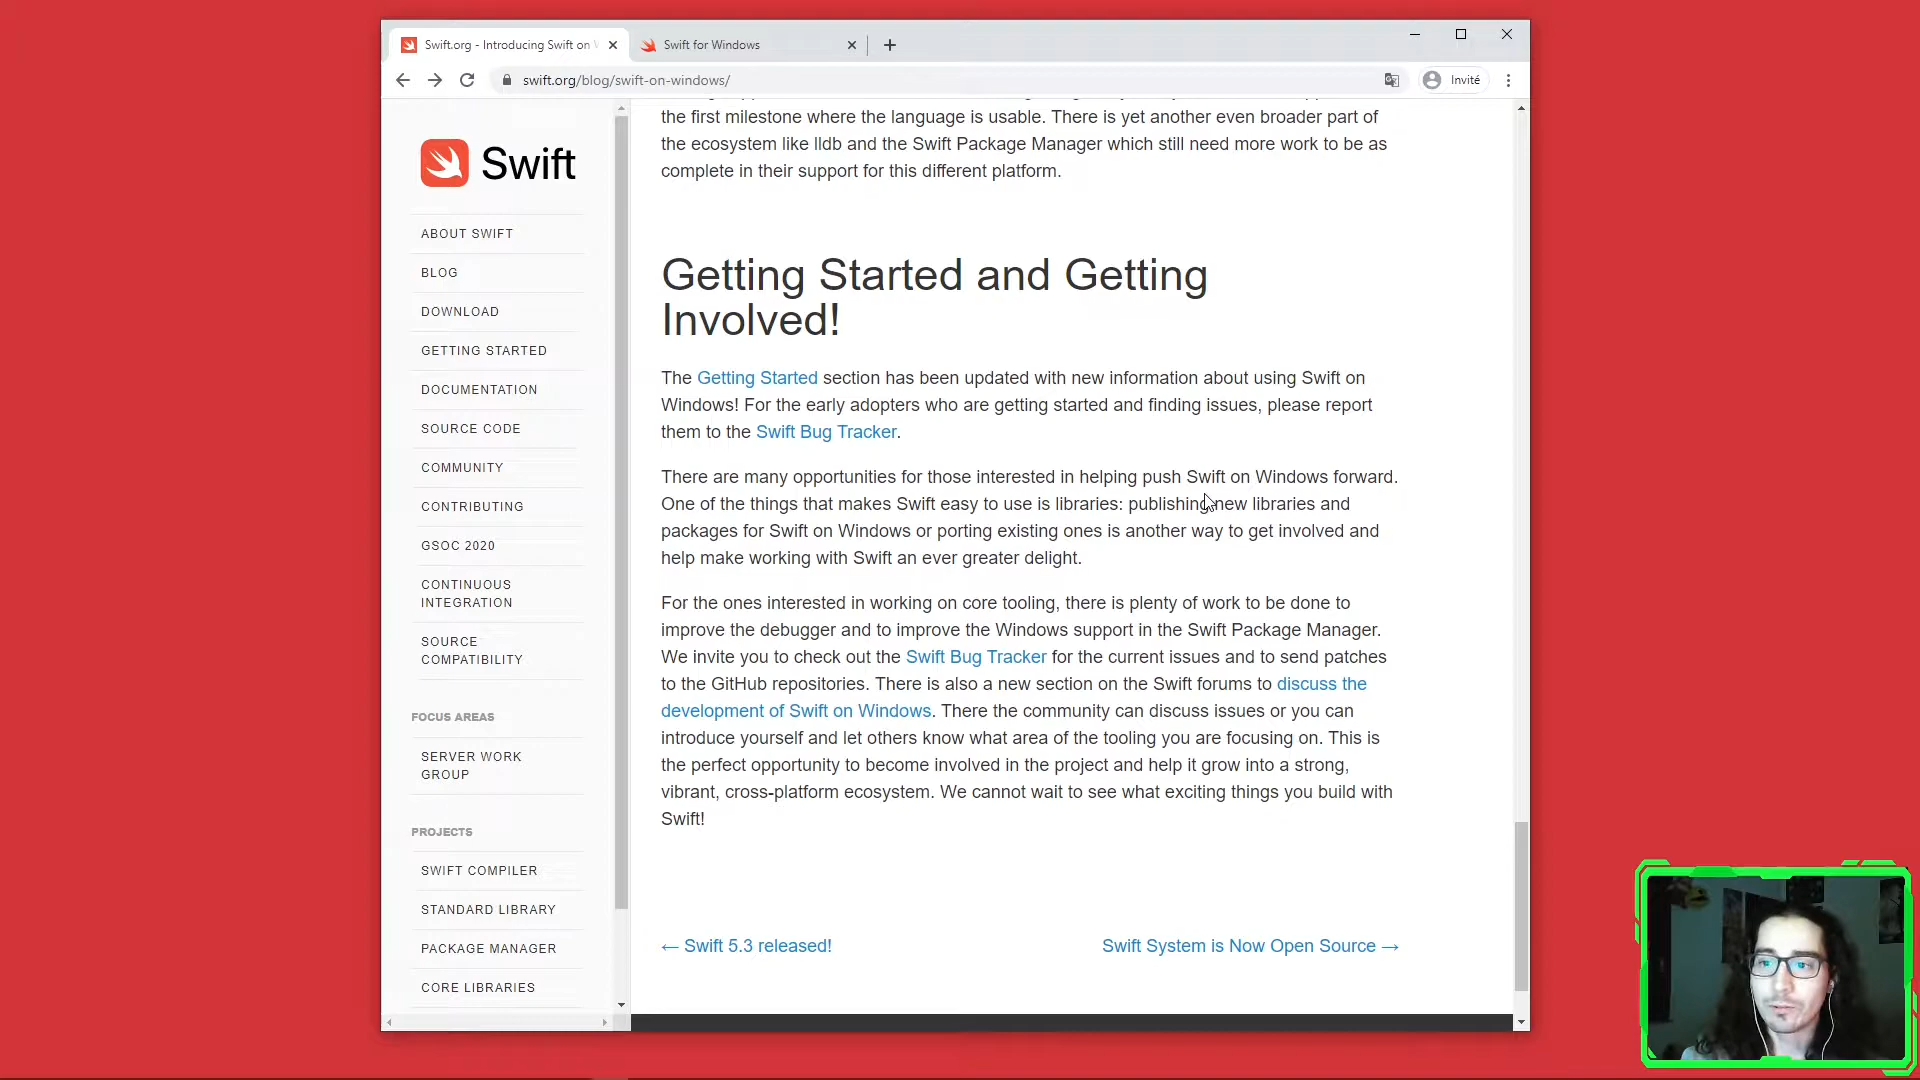 Swift.org - Introducing Swift on
Swift for Windows
swift.org/blog/swift-on-windows/
Invité
Swift
ABOUT SWIFT
BLOG
DOWNLOAD
GETTING STARTED
DOCUMENTATION
SOURCE CODE
COMMUNITY
CONTRIBUTING
GSOC 2020
CONTINUOUS
INTEGRATION
SOURCE
COMPATIBILITY
FOCUS AREAS
SERVER WORK
GROUP
PROJECTS
SWIFT COMPILER
STANDARD LIBRARY
PACKAGE MANAGER
CORE LIBRARIES
the first milestone where the language is usable. There is yet another even broader part of
the ecosystem like lldb and the Swift Package Manager which still need more work to be as
complete in their support for this different platform.
Getting Started and Getting
Involved!
The Getting Started section has been updated with new information about using Swift on
Windows! For the early adopters who are getting started and finding issues, please report
them to the Swift Bug Tracker.
There are many opportunities for those interested in helping push Swift on Windows forward.
One of the things that makes Swift easy to use is libraries: publishing new libraries and
packages for Swift on Windows or porting existing ones is another way to get involved and
help make working with Swift an ever greater delight.
For the ones interested in working on core tooling, there is plenty of work to be done to
improve the debugger and to improve the Windows support in the Swift Package Manager.
We invite you to check out the Swift Bug Tracker for the current issues and to send patches
to the GitHub repositories. There is also a new section on the Swift forums to discuss the
development of Swift on Windows. There the community can discuss issues or you can
introduce yourself and let others know what area of the tooling you are focusing on. This is
the perfect opportunity to become involved in the project and help it grow into a strong,
vibrant, cross-platform ecosystem. We cannot wait to see what exciting things you build with
Swift!
← Swift 5.3 released!
Swift System is Now Open Source →